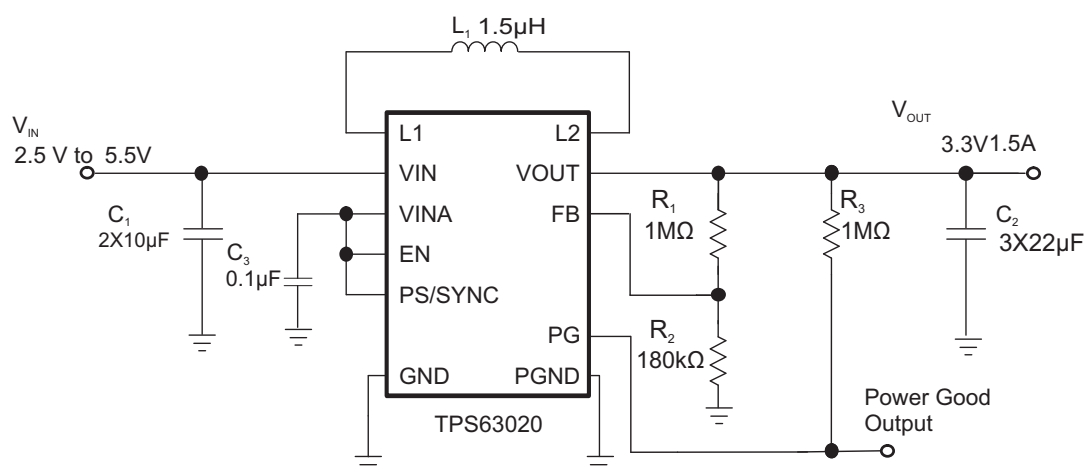 L1 1.5µH
VIN
2.5 V to 5.5V
C1
2X10µF
C3
0.1µF
L1
L2
VIN
VOUT
VINA
FB
EN
PS/SYNC
PG
GND
PGND
TPS63020
R1
1MΩ
R2
180kΩ
R3
1MΩ
VOUT
3.3V1.5A
C2
3X22µF
Power Good
Output